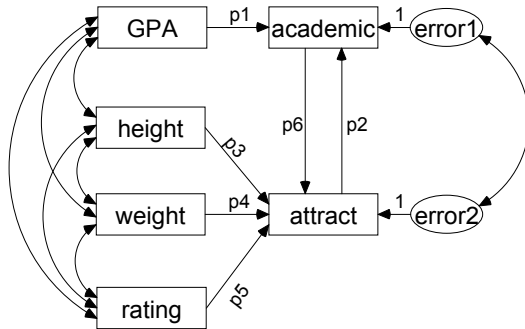 GPA p1 academic 1 error1
p6 p2
height p3
weight p4 attract 1 error2
rating p5